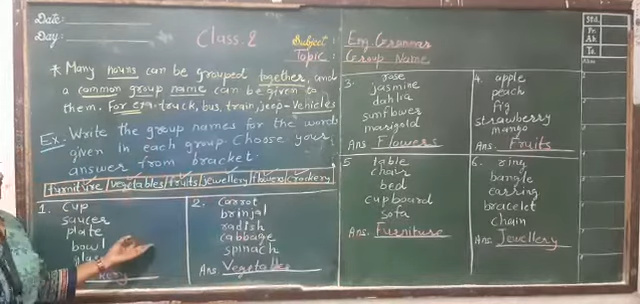 Date:
Day:
Class. 2
Subject: Eng. Grammar
Topic: Group Name
* Many nouns can be grouped together, and
a common group name can be given to
them. For e.g. - truck, bus, train, jeep - Vehicles
Ex. Write the group names for the words
given in each group. Choose your
answer from bracket.
furniture / vegetables / fruits / jewellery / flowers / crockery
1. Cup
saucer
plate
bowl
2. Carrot
brinjal
radish
cabbage
spinach
Ans. Vegetables
3. rose
jasmine
dahlia
sunflower
marigold
Ans. Flowers
4. apple
peach
fig
strawberry
mango
Ans. Fruits
5 table
chair
bed
cupboard
sofa
Ans. Furniture
6. ring
bangle
earring
bracelet
chain
Ans. Jewellery
Std.
Pr.
Ab.
To.